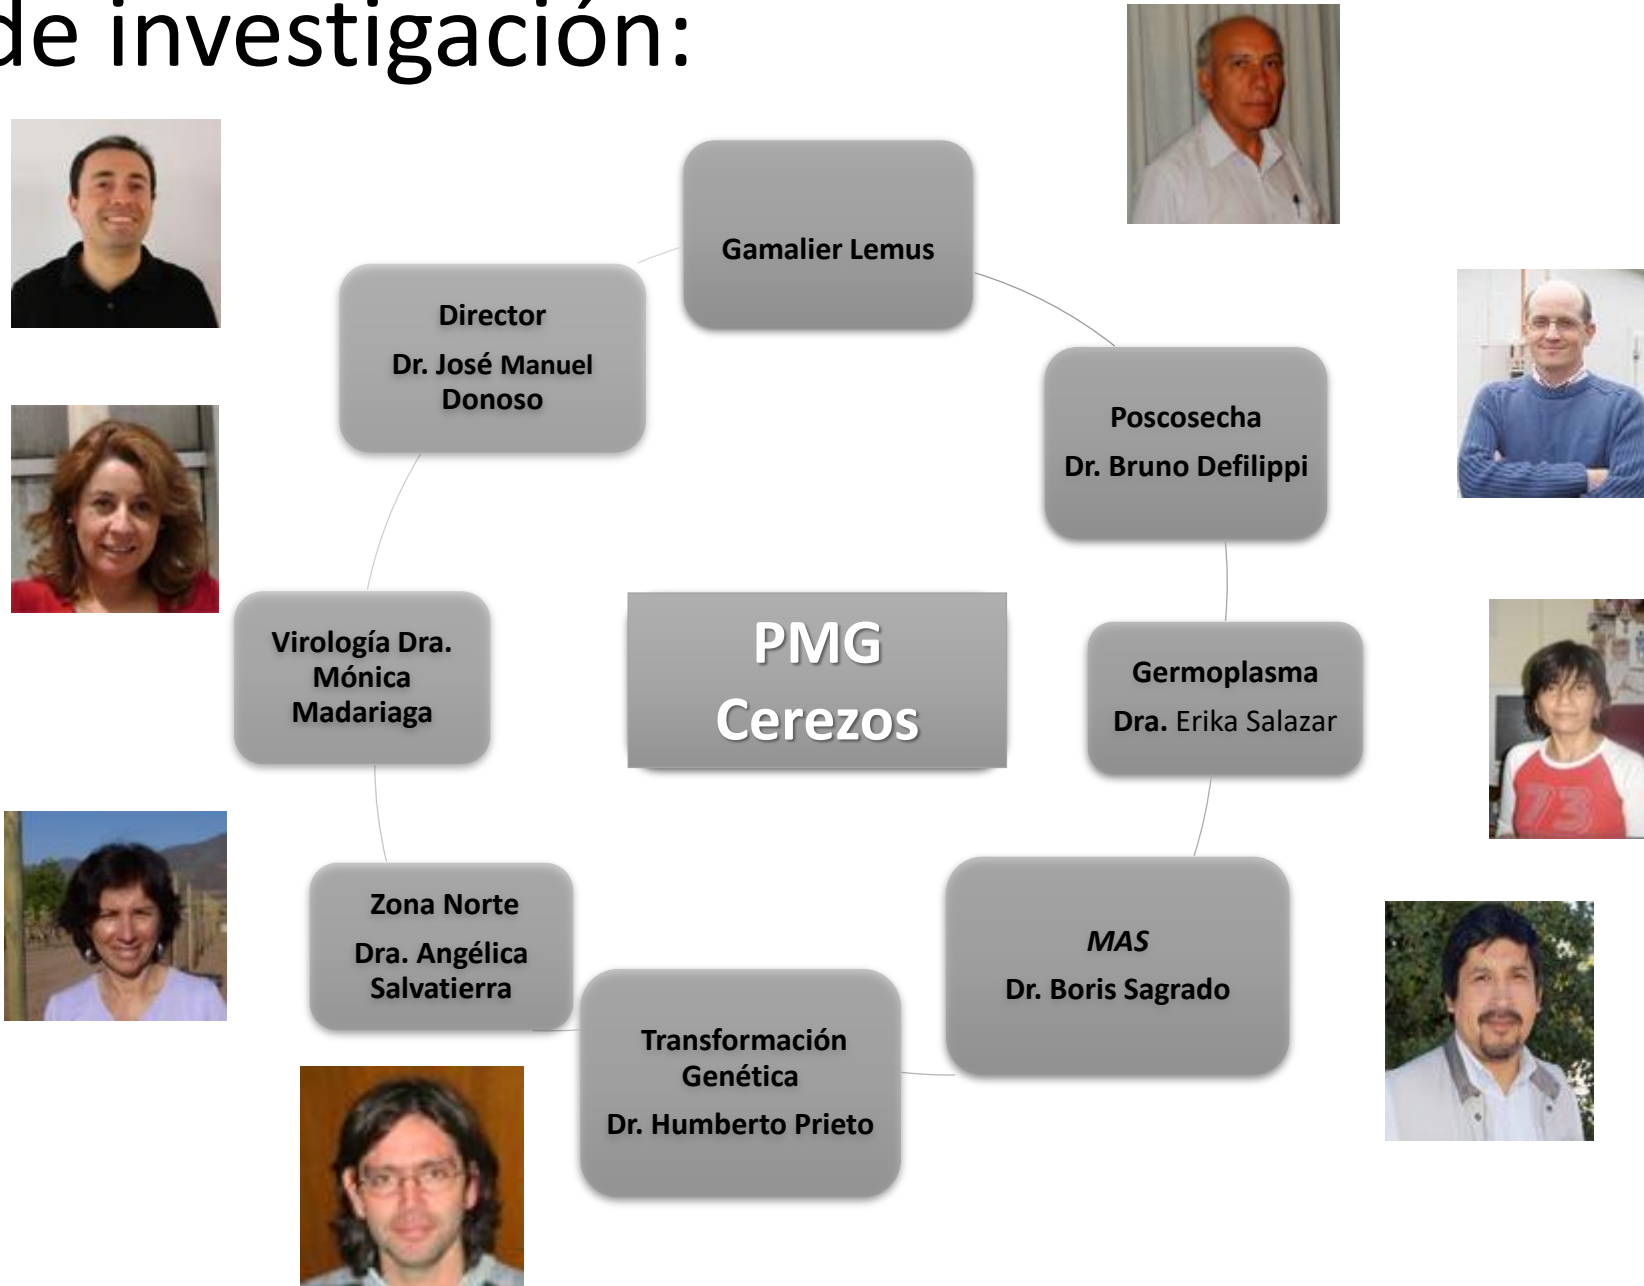 de investigación:
Gamalier Lemus
Director
Dr. José Manuel
Donoso
Poscosecha
Dr. Bruno Defilippi
Virología Dra.
Mónica
Madariaga
PMG
Cerezos
Germoplasma
Dra. Erika Salazar
Zona Norte
Dra. Angélica
Salvatierra
MAS
Dr. Boris Sagrado
Transformación
Genética
Dr. Humberto Prieto
73